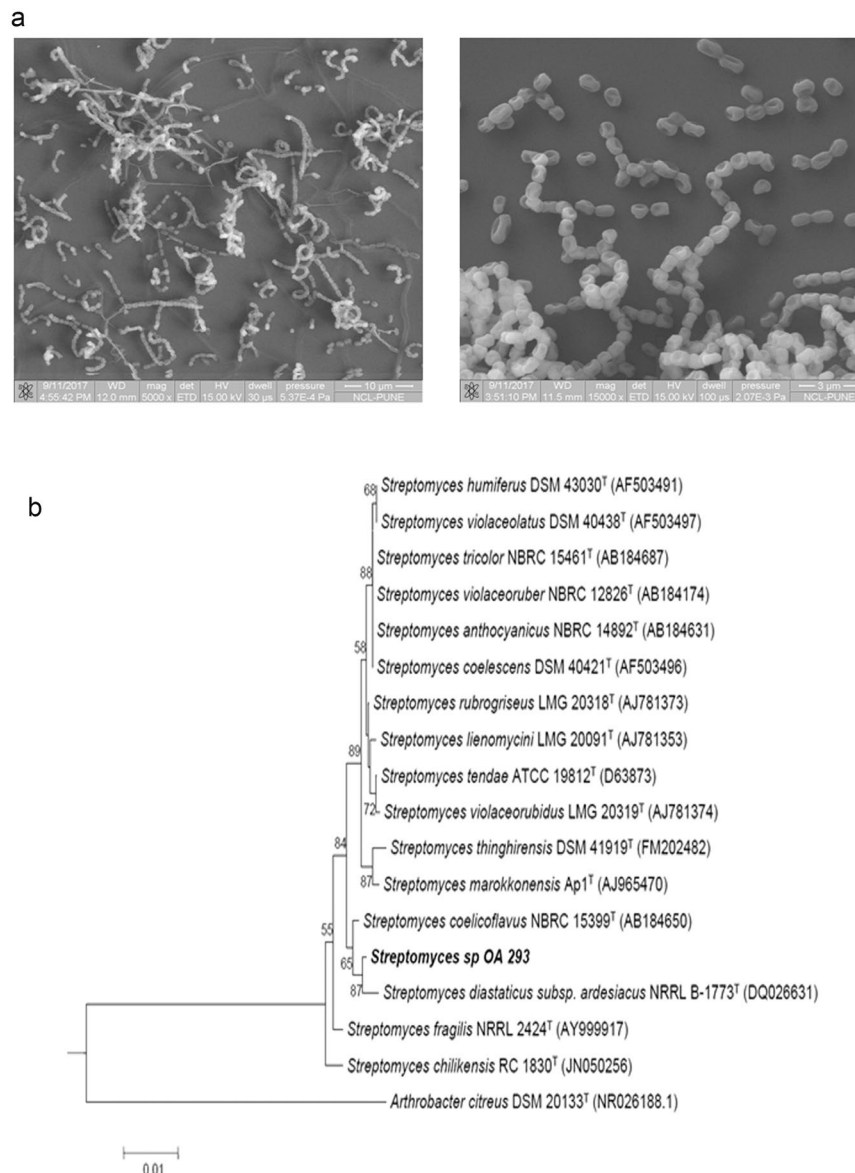 a
9/11/2017 WD mag det HV dwell pressure 10 µm
4:55:42 PM 12.0 mm 5000 x ETD 15.00 kV 30 µs 5.37E-4 Pa NCL-PUNE
9/11/2017 WD mag det HV dwell pressure 3 µm
3:51:10 PM 11.5 mm 15000 x ETD 15.00 kV 100 µs 2.07E-3 Pa NCL-PUNE
b
68
Streptomyces humiferus DSM 43030ᵀ (AF503491)
Streptomyces violaceolatus DSM 40438ᵀ (AF503497)
Streptomyces tricolor NBRC 15461ᵀ (AB184687)
88
Streptomyces violaceoruber NBRC 12826ᵀ (AB184174)
Streptomyces anthocyanicus NBRC 14892ᵀ (AB184631)
58
Streptomyces coelescens DSM 40421ᵀ (AF503496)
Streptomyces rubrogriseus LMG 20318ᵀ (AJ781373)
89
Streptomyces lienomycini LMG 20091ᵀ (AJ781353)
Streptomyces tendae ATCC 19812ᵀ (D63873)
72
Streptomyces violaceorubidus LMG 20319ᵀ (AJ781374)
84
Streptomyces thinghirensis DSM 41919ᵀ (FM202482)
87
Streptomyces marokkonensis Ap1ᵀ (AJ965470)
55
Streptomyces coelicoflavus NBRC 15399ᵀ (AB184650)
65
Streptomyces sp OA 293
87
Streptomyces diastaticus subsp. ardesiacus NRRL B-1773ᵀ (DQ026631)
Streptomyces fragilis NRRL 2424ᵀ (AY999917)
Streptomyces chilikensis RC 1830ᵀ (JN050256)
Arthrobacter citreus DSM 20133ᵀ (NR026188.1)
0.01